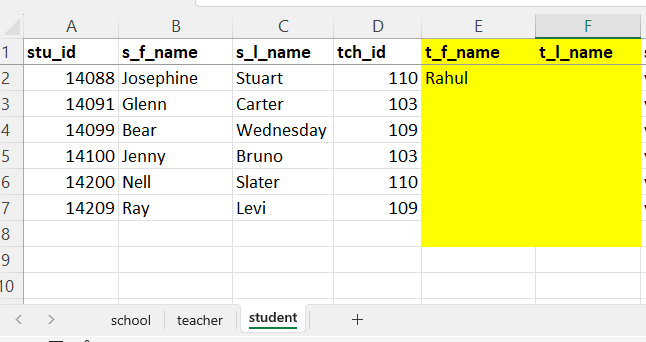 A B C D E F
1 stu_id s_f_name s_l_name tch_id t_f_name t_l_name
2 14088 Josephine Stuart 110 Rahul
3 14091 Glenn Carter 103
4 14099 Bear Wednesday 109
5 14100 Jenny Bruno 103
6 14200 Nell Slater 110
7 14209 Ray Levi 109
8
9
10
school teacher student